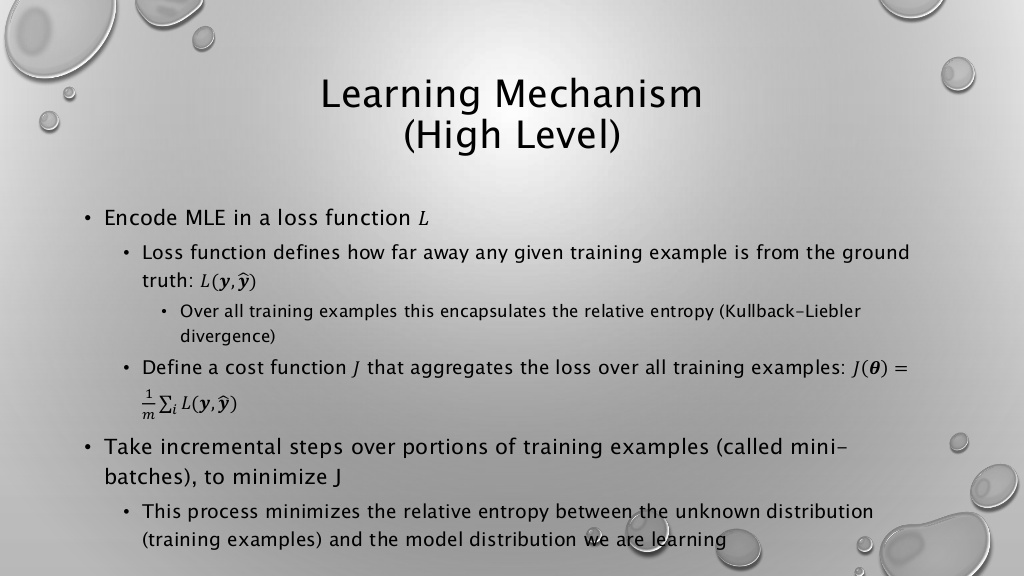 Learning Mechanism
(High Level)
• Encode MLE in a loss function L
• Loss function defines how far away any given training example is from the ground
truth: L(y, ŷ)
• Over all training examples this encapsulates the relative entropy (Kullback-Liebler
divergence)
• Define a cost function J that aggregates the loss over all training examples: J(θ) =
1/m ∑ᵢ L(y, ŷ)
• Take incremental steps over portions of training examples (called mini-
batches), to minimize J
• This process minimizes the relative entropy between the unknown distribution
(training examples) and the model distribution we are learning